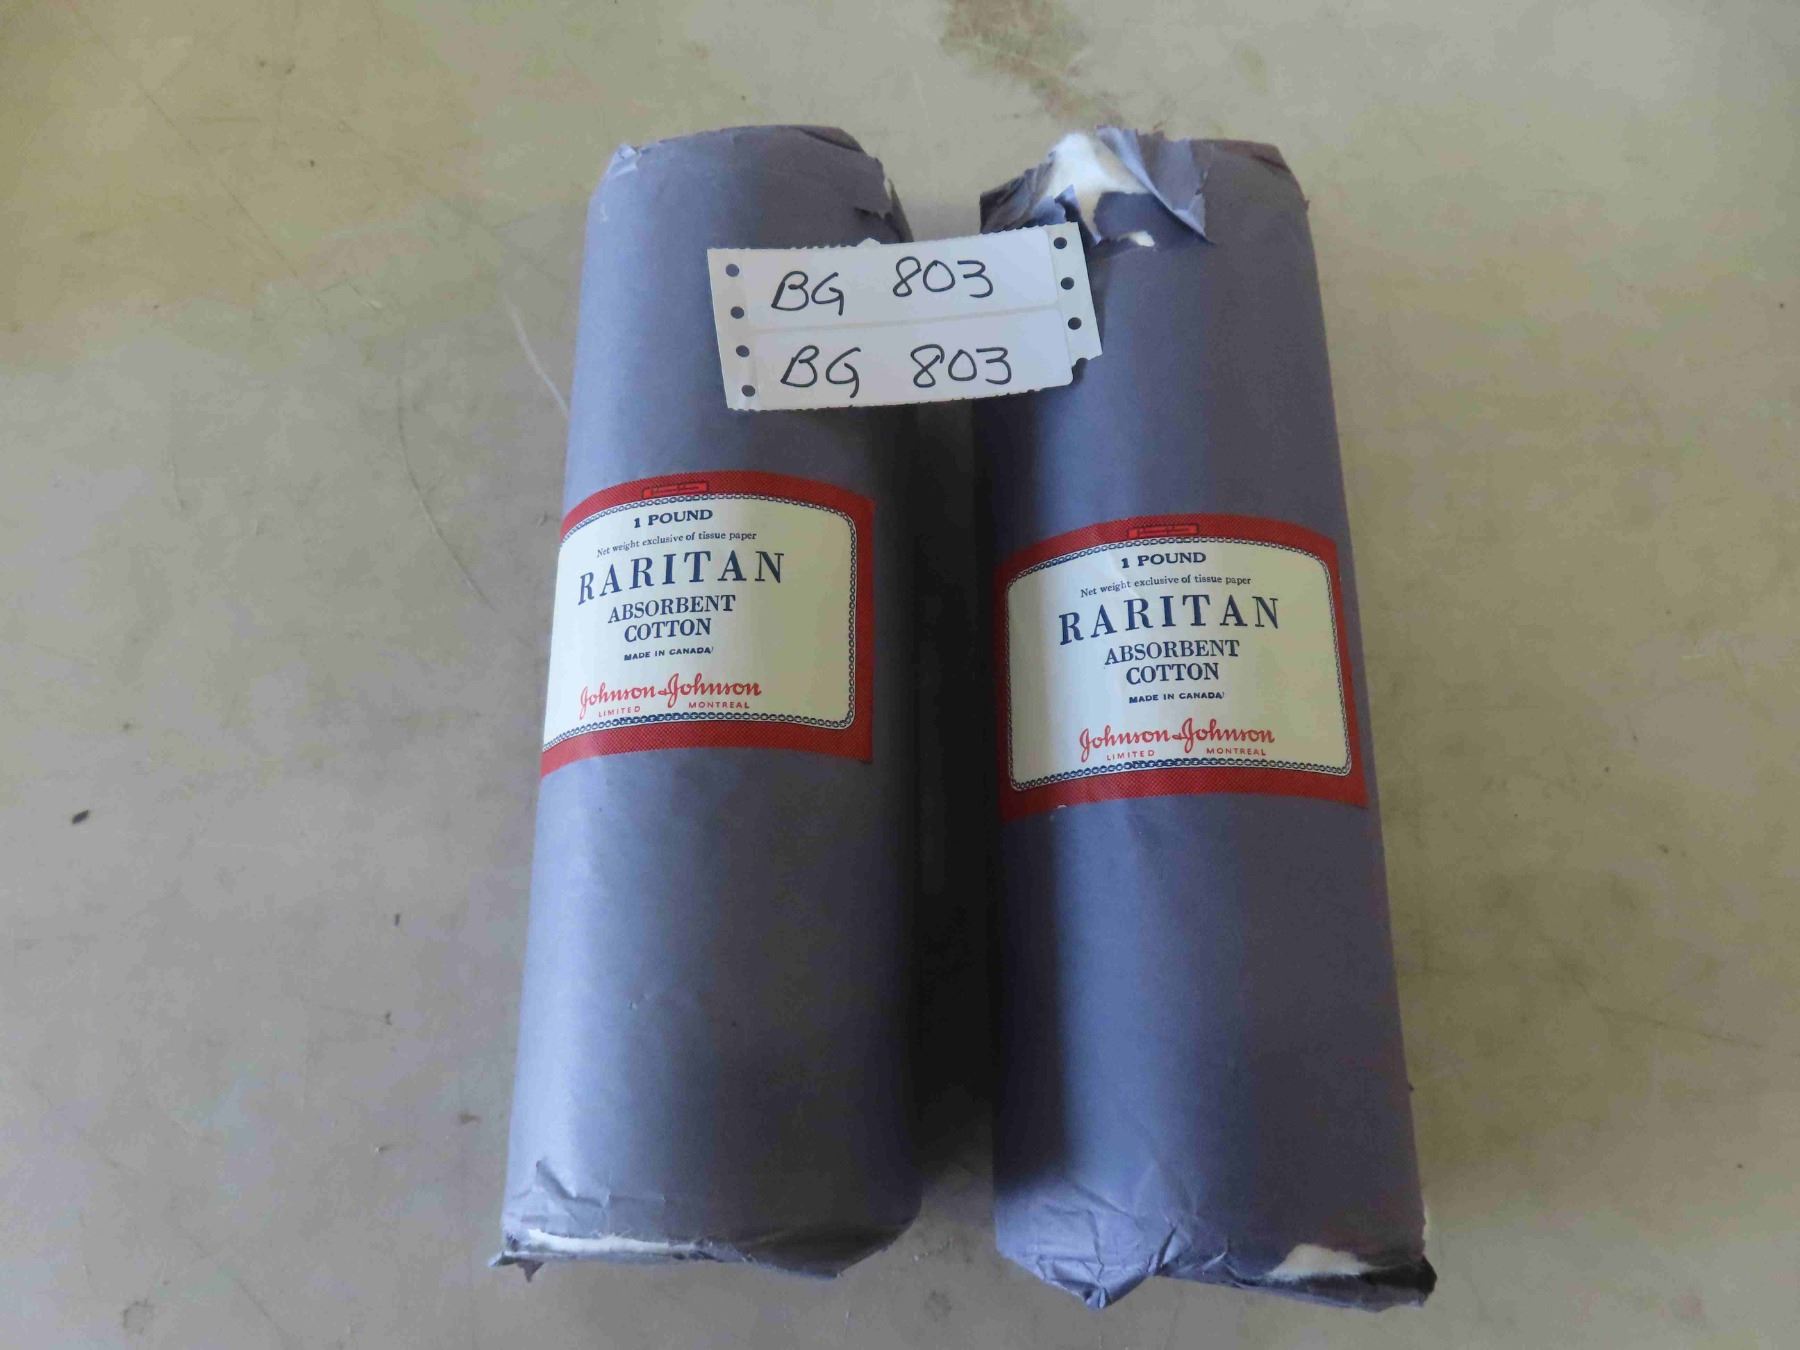 BG 803
BG 803
1 POUND
Net weight exclusive of tissue paper
RARITAN
ABSORBENT
COTTON
MADE IN CANADA
Johnson & Johnson
LIMITED MONTREAL
1 POUND
Net weight exclusive of tissue paper
RARITAN
ABSORBENT
COTTON
MADE IN CANADA
Johnson & Johnson
LIMITED MONTREAL